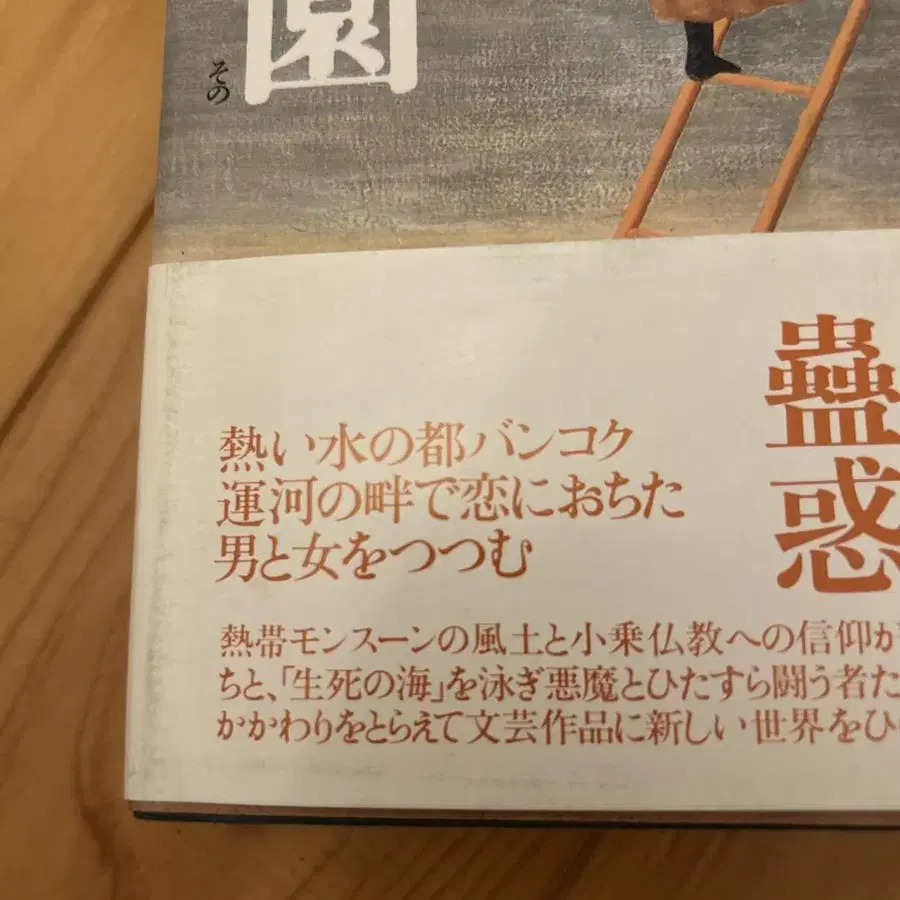 園
その
蠱惑
熱い水の都バンコク
運河の畔で恋におちた
男と女をつつむ
熱帯モンスーンの風土と小乗仏教への信仰が
ちと、「生死の海」を泳ぎ悪魔とひたすら闘う者た
かかわりをとらえて文芸作品に新しい世界をひ